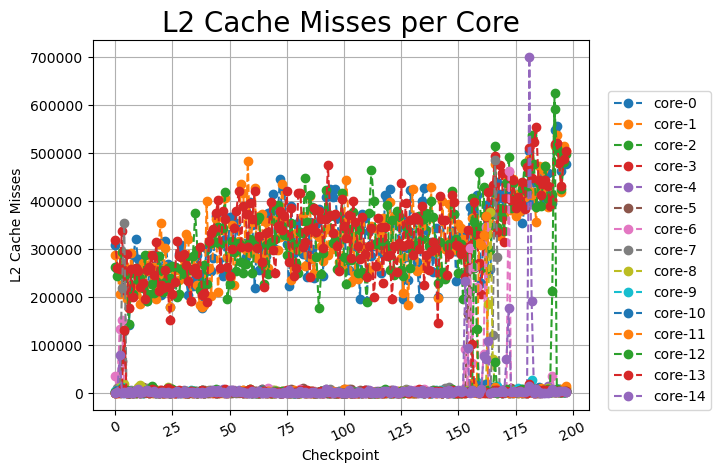 L2 Cache Misses per Core
L2 Cache Misses
700000
600000
500000
400000
300000
200000
100000
0
0
25
50
75
100
125
150
175
200
Checkpoint
core-0
core-1
core-2
core-3
core-4
core-5
core-6
core-7
core-8
core-9
core-10
core-11
core-12
core-13
core-14